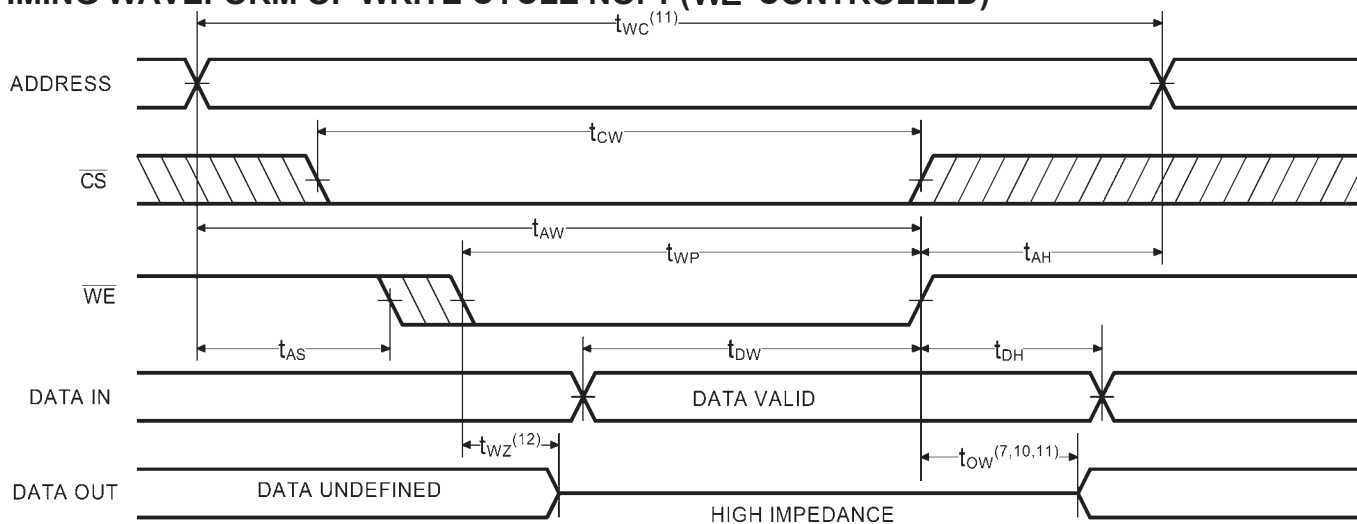 TIMING WAVEFORM OF WRITE CYCLE NO. 1 (WE CONTROLLED)
tWC(11)
ADDRESS
tCW
CS
tAW
tWP
tAH
WE
tAS
tDW
tDH
DATA IN
DATA VALID
tWZ(12)
tOW(7,10,11)
DATA OUT
DATA UNDEFINED
HIGH IMPEDANCE